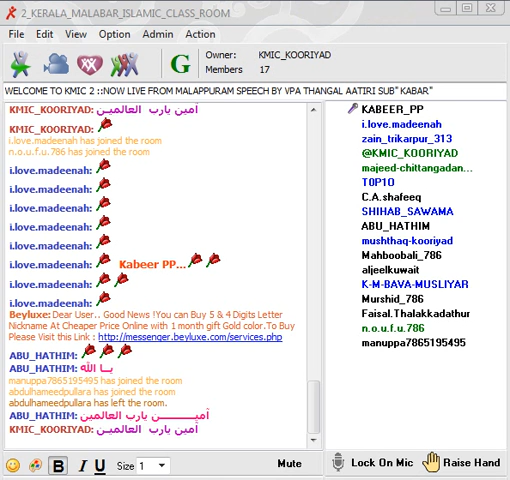 2_KERALA_MALABAR_ISLAMIC_CLASS_ROOM
File Edit View Option Admin Action
G Owner: KMIC_KOORIYAD
Members 17
WELCOME TO KMIC 2 ::NOW LIVE FROM MALAPPURAM SPEECH BY VPA THANGAL AATIRI SUB" KABAR"
KMIC_KOORIYAD: آمين يارب العالميـن
KMIC_KOORIYAD:
i.love.madeenah has joined the room
n.o.u.f.u.786 has joined the room
i.love.madeenah:
i.love.madeenah:
i.love.madeenah:
i.love.madeenah:
i.love.madeenah:
i.love.madeenah: Kabeer PP...
i.love.madeenah:
i.love.madeenah:
Beyluxe: Dear User.. Good News !You can Buy 5 & 4 Digits Letter
Nickname At Cheaper Price Online with 1 month gift Gold color.To Buy
Please Visit this Link : http://messenger.beyluxe.com/services.php
ABU_HATHIM:
ABU_HATHIM: يــا الله
manuppa7865195495 has joined the room
abdulhameedpullara has joined the room
abdulhameedpullara has left the room.
ABU_HATHIM: آميـــــــــن يارب العالمين
KMIC_KOORIYAD: آمين يارب العالميـن
KABEER_PP
i.love.madeenah
zain_trikarpur_313
@KMIC_KOORIYAD
majeed-chittangadan...
T0P1O
C.A.shafeeq
SHIHAB_SAWAMA
ABU_HATHIM
mushthaq-kooriyad
Mahboobali_786
aljeelkuwait
K-M-BAVA-MUSLIYAR
Murshid_786
Faisal.Thalakkadathur
n.o.u.f.u.786
manuppa7865195495
B I U Size 1 Mute Lock On Mic Raise Hand